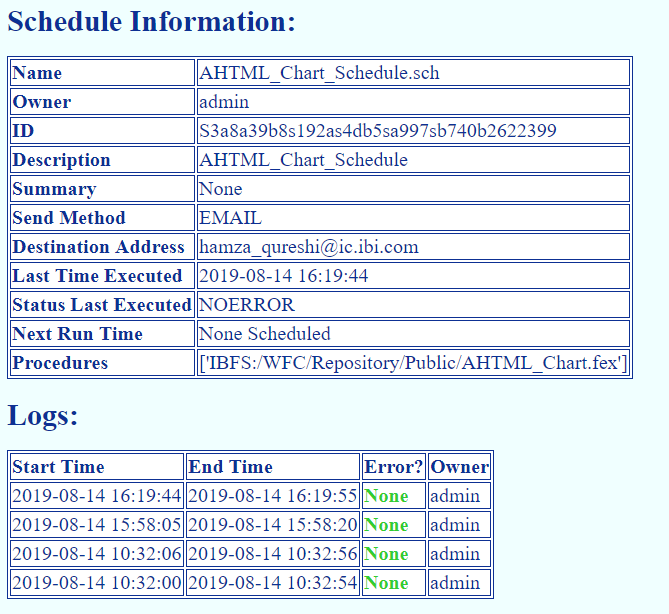 Schedule Information:
Name AHTML_Chart_Schedule.sch
Owner admin
ID S3a8a39b8s192as4db5sa997sb740b2622399
Description AHTML_Chart_Schedule
Summary None
Send Method EMAIL
Destination Address hamza_qureshi@ic.ibi.com
Last Time Executed 2019-08-14 16:19:44
Status Last Executed NOERROR
Next Run Time None Scheduled
Procedures ['IBFS:/WFC/Repository/Public/AHTML_Chart.fex']
Logs:
Start Time End Time Error? Owner
2019-08-14 16:19:44 2019-08-14 16:19:55 None admin
2019-08-14 15:58:05 2019-08-14 15:58:20 None admin
2019-08-14 10:32:06 2019-08-14 10:32:56 None admin
2019-08-14 10:32:00 2019-08-14 10:32:54 None admin